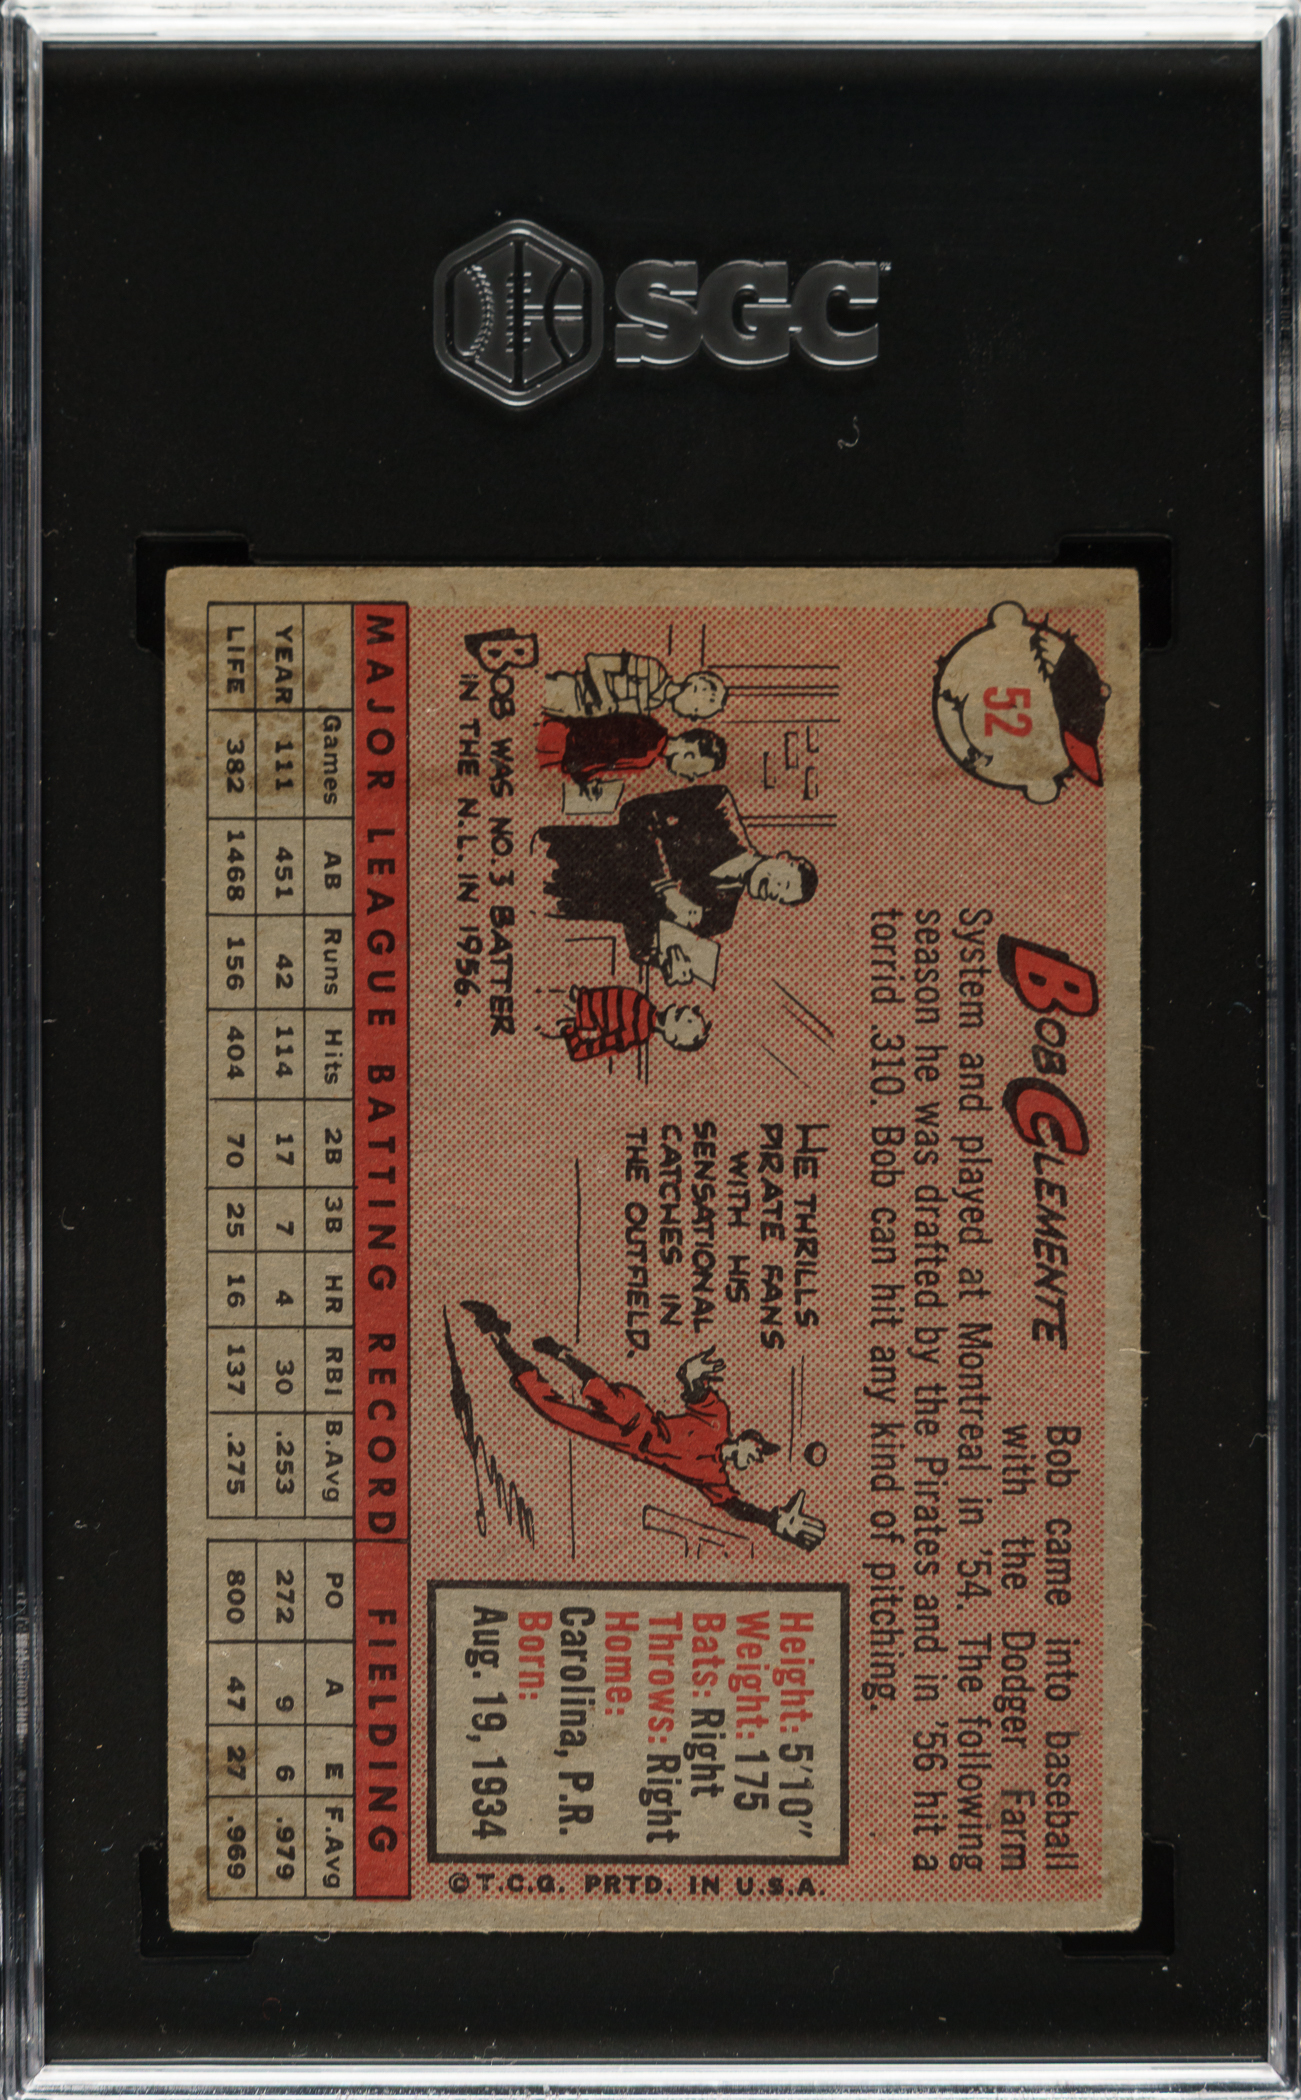 SGC
52
BOB CLEMENTE
Bob came into baseball
with the Dodger Farm
System and played at Montreal in '54. The following
season he was drafted by the Pirates and in '56 hit a
torrid .310. Bob can hit any kind of pitching.
BOB WAS NO.3 BATTER
IN THE N.L. IN 1956.
HE THRILLS
PIRATE FANS
WITH HIS
SENSATIONAL
CATCHES IN
THE OUTFIELD.
Height: 5'10"
Weight: 175
Bats: Right
Throws: Right
Home:
Carolina, P.R.
Born:
Aug. 19, 1934
© T.C.G. PRTD. IN U.S.A.
MAJOR LEAGUE BATTING RECORD FIELDING
Games AB Runs Hits 2B 3B HR RBI B.Avg PO A E F.Avg
YEAR 111 451 42 114 17 7 4 30 .253 272 9 6 .979
LIFE 382 1468 156 404 70 25 16 137 .275 800 47 27 .969